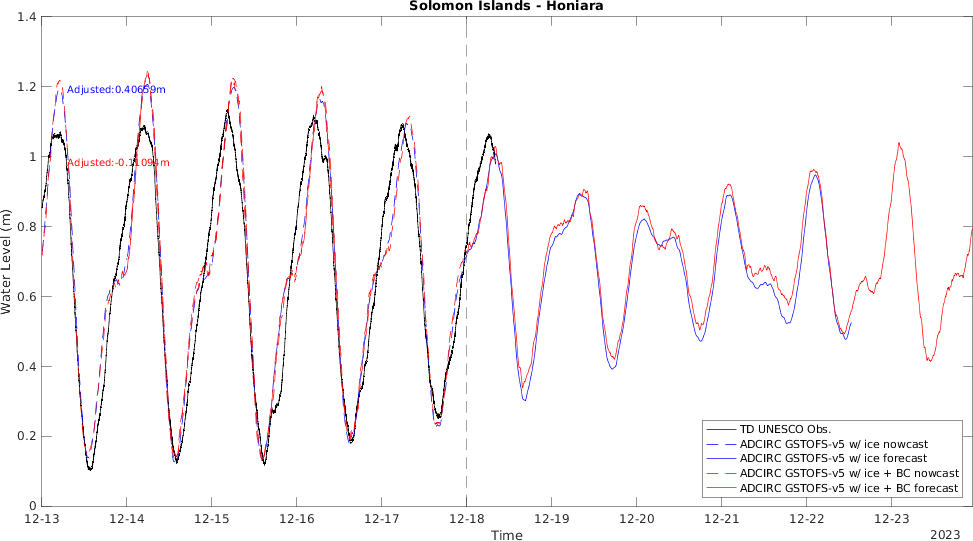 Solomon Islands - Honiara
1.4
1.2
1
0.8
0.6
0.4
0.2
0
Water Level (m)
Adjusted:0.40659m
Adjusted:-0.11094m
TD UNESCO Obs.
ADCIRC GSTOFS-v5 w/ ice nowcast
ADCIRC GSTOFS-v5 w/ ice forecast
ADCIRC GSTOFS-v5 w/ ice + BC nowcast
ADCIRC GSTOFS-v5 w/ ice + BC forecast
12-13 12-14 12-15 12-16 12-17 12-18 12-19 12-20 12-21 12-22 12-23
Time
2023